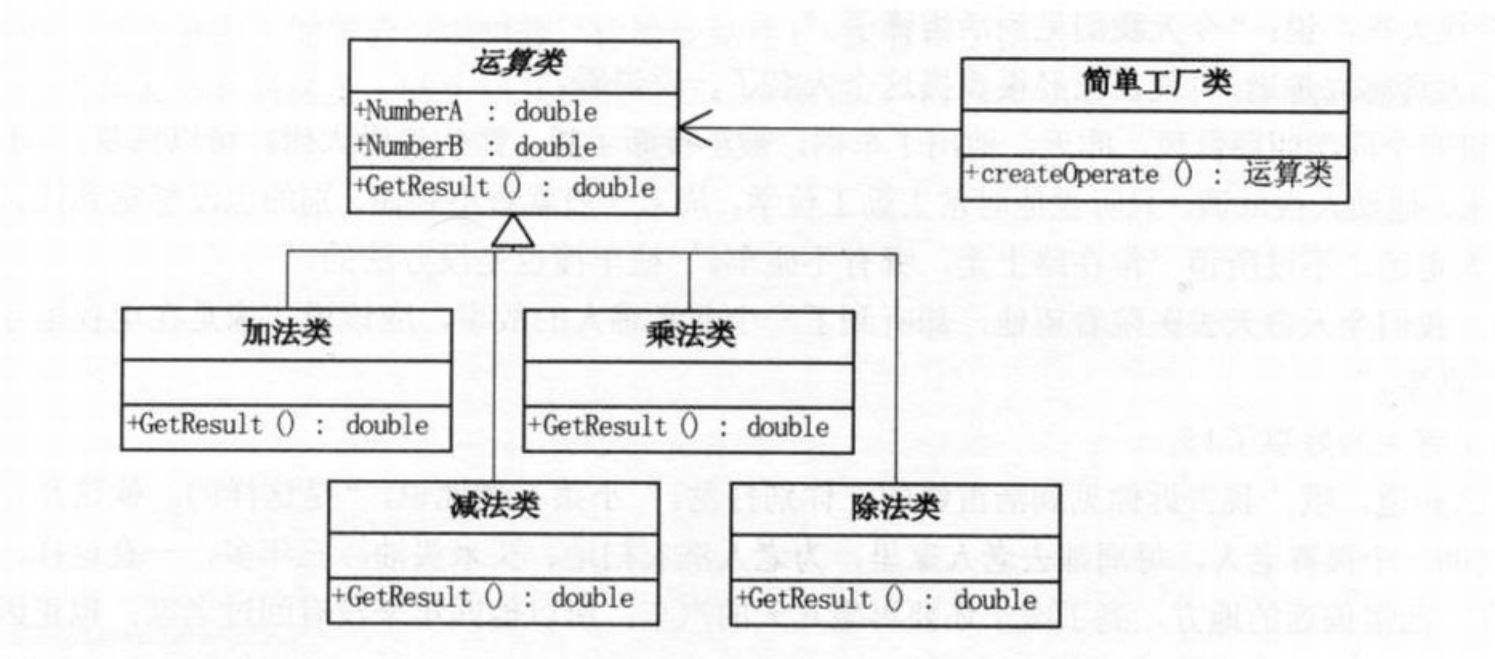 运算类
+NumberA : double
+NumberB : double
+GetResult () : double
简单工厂类
+createOperate () : 运算类
加法类
+GetResult () : double
乘法类
+GetResult () : double
减法类
+GetResult () : double
除法类
+GetResult () : double